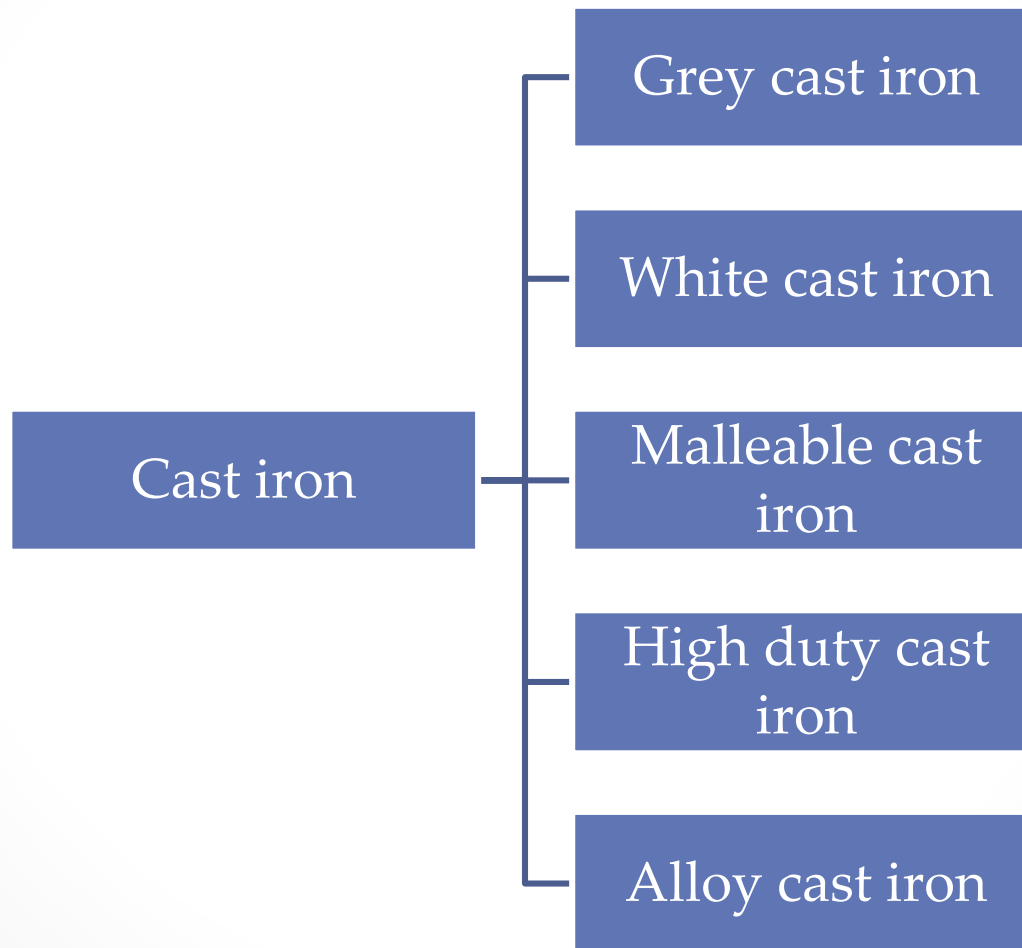 Grey cast iron
White cast iron
Cast iron
Malleable cast
iron
High duty cast
iron
Alloy cast iron